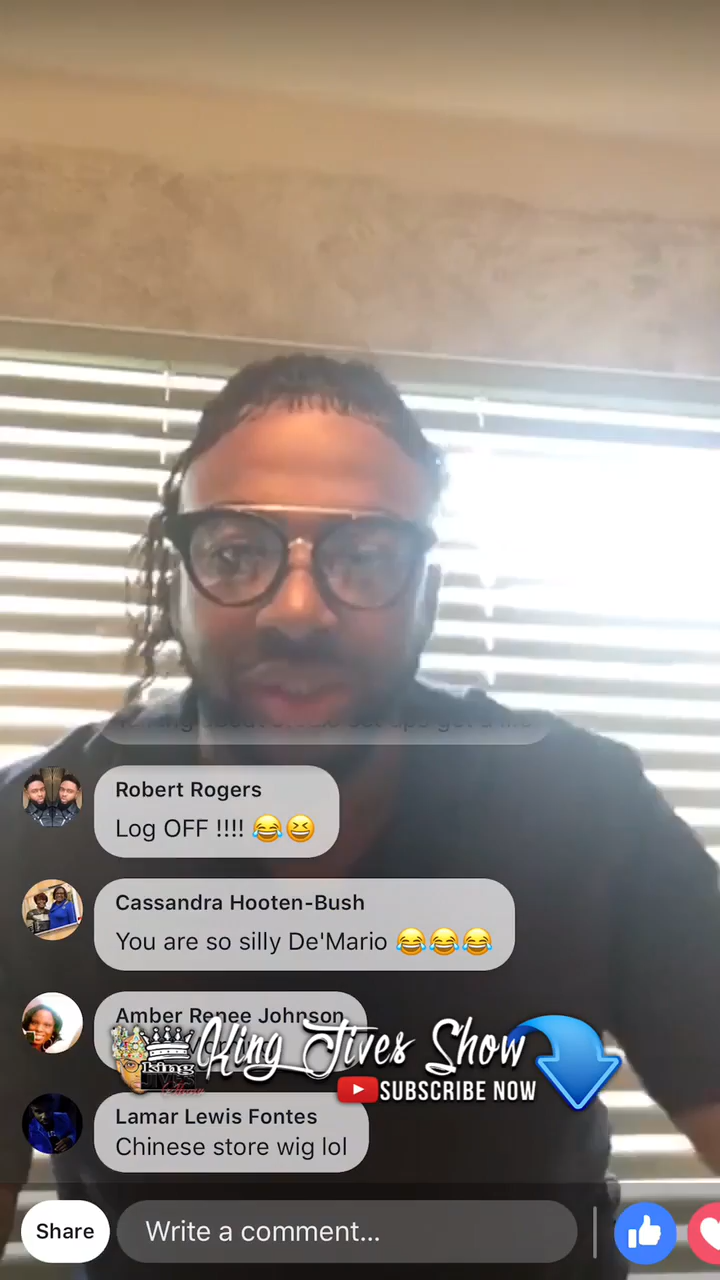 Robert Rogers
Log OFF !!!! 😂😆
Cassandra Hooten-Bush
You are so silly De'Mario 😂😂😂
Amber Renee Johnson
King Jives Show
king
SUBSCRIBE NOW
Lamar Lewis Fontes
Chinese store wig lol
Share
Write a comment...